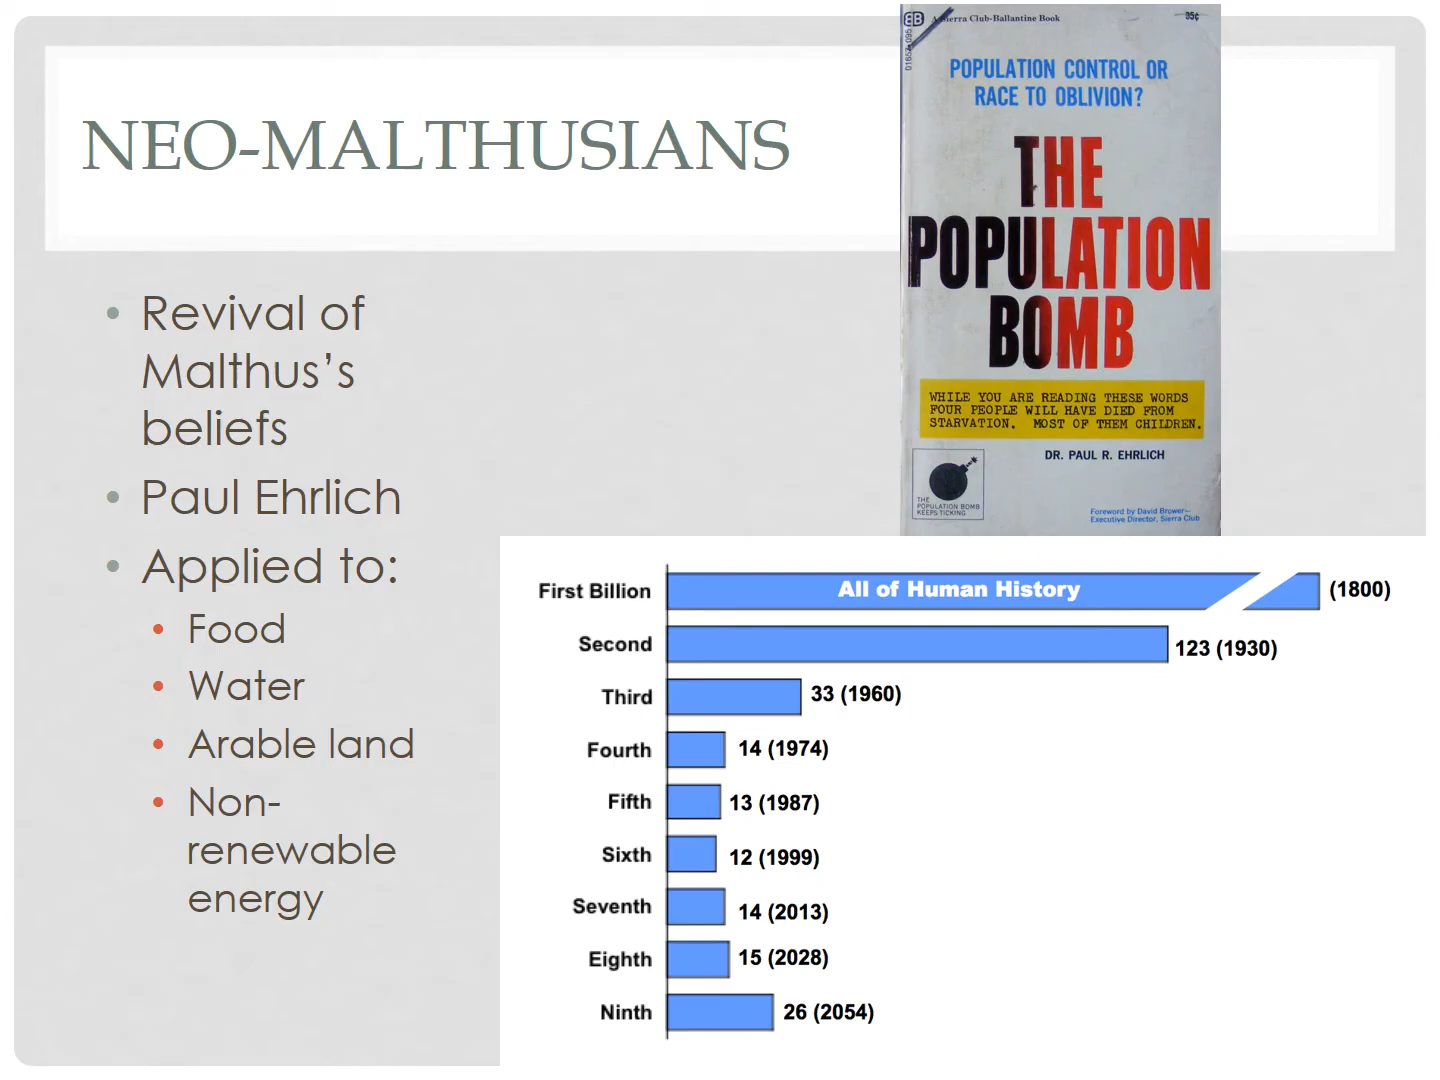 NEO-MALTHUSIANS
• Revival of
Malthus’s
beliefs
• Paul Ehrlich
• Applied to:
• Food
• Water
• Arable land
• Non-
renewable
energy
BB
A Sierra Club-Ballantine Book
95¢
POPULATION CONTROL OR
RACE TO OBLIVION?
THE
POPULATION
BOMB
WHILE YOU ARE READING THESE WORDS
FOUR PEOPLE WILL HAVE DIED FROM
STARVATION. MOST OF THEM CHILDREN.
DR. PAUL R. EHRLICH
THE
POPULATION BOMB
KEEPS TICKING
Foreword by David Brower—
Executive Director, Sierra Club
First Billion All of Human History (1800)
Second 123 (1930)
Third 33 (1960)
Fourth 14 (1974)
Fifth 13 (1987)
Sixth 12 (1999)
Seventh 14 (2013)
Eighth 15 (2028)
Ninth 26 (2054)